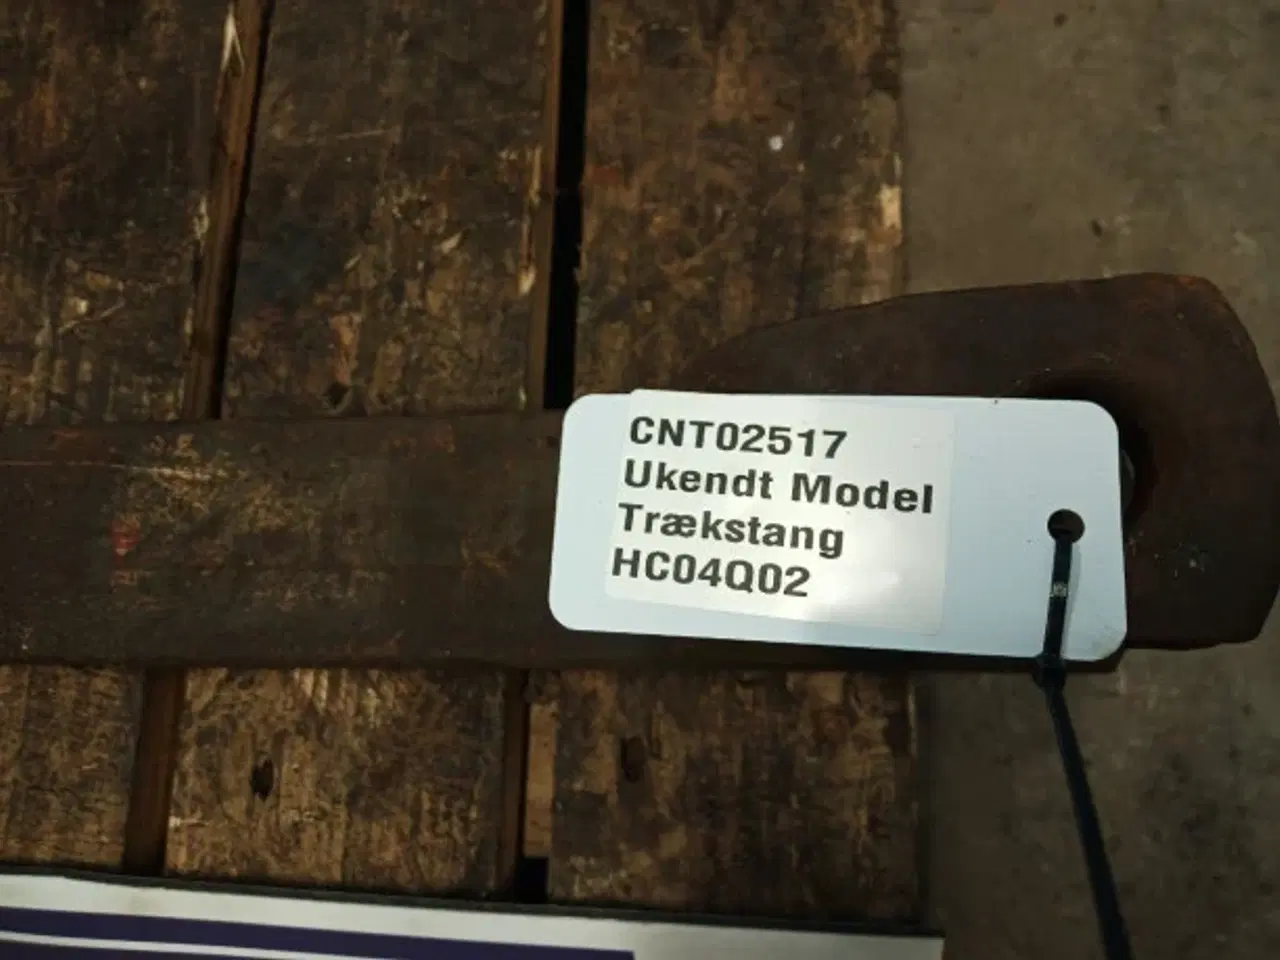 CNT02517
Ukendt Model
Trækstang
HC04Q02